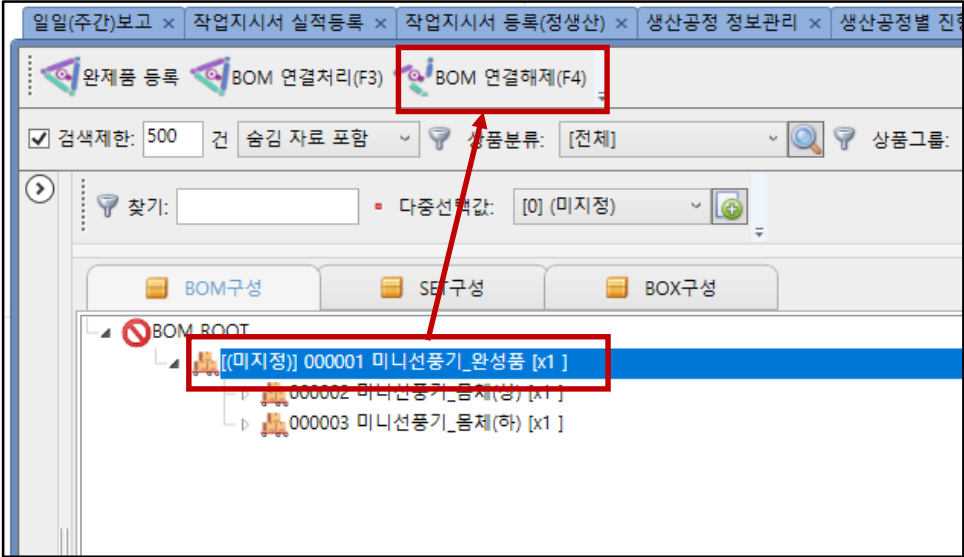 일일(주간)보고 × 작업지시서 실적등록 × 작업지시서 등록(정생산) × 생산공정 정보관리 × 생산공정별 진행
완제품 등록 BOM 연결처리(F3) BOM 연결해제(F4)
검색제한: 500 건 숨김 자료 포함 상품분류: [전체] 상품그룹:
찾기: 다중선택값: [0] (미지정)
BOM구성 SET구성 BOX구성
BOM ROOT
[(미지정)] 000001 미니선풍기_완성품 [x1 ]
000002 미니선풍기_몸체(상) [x1 ]
000003 미니선풍기_몸체(하) [x1 ]